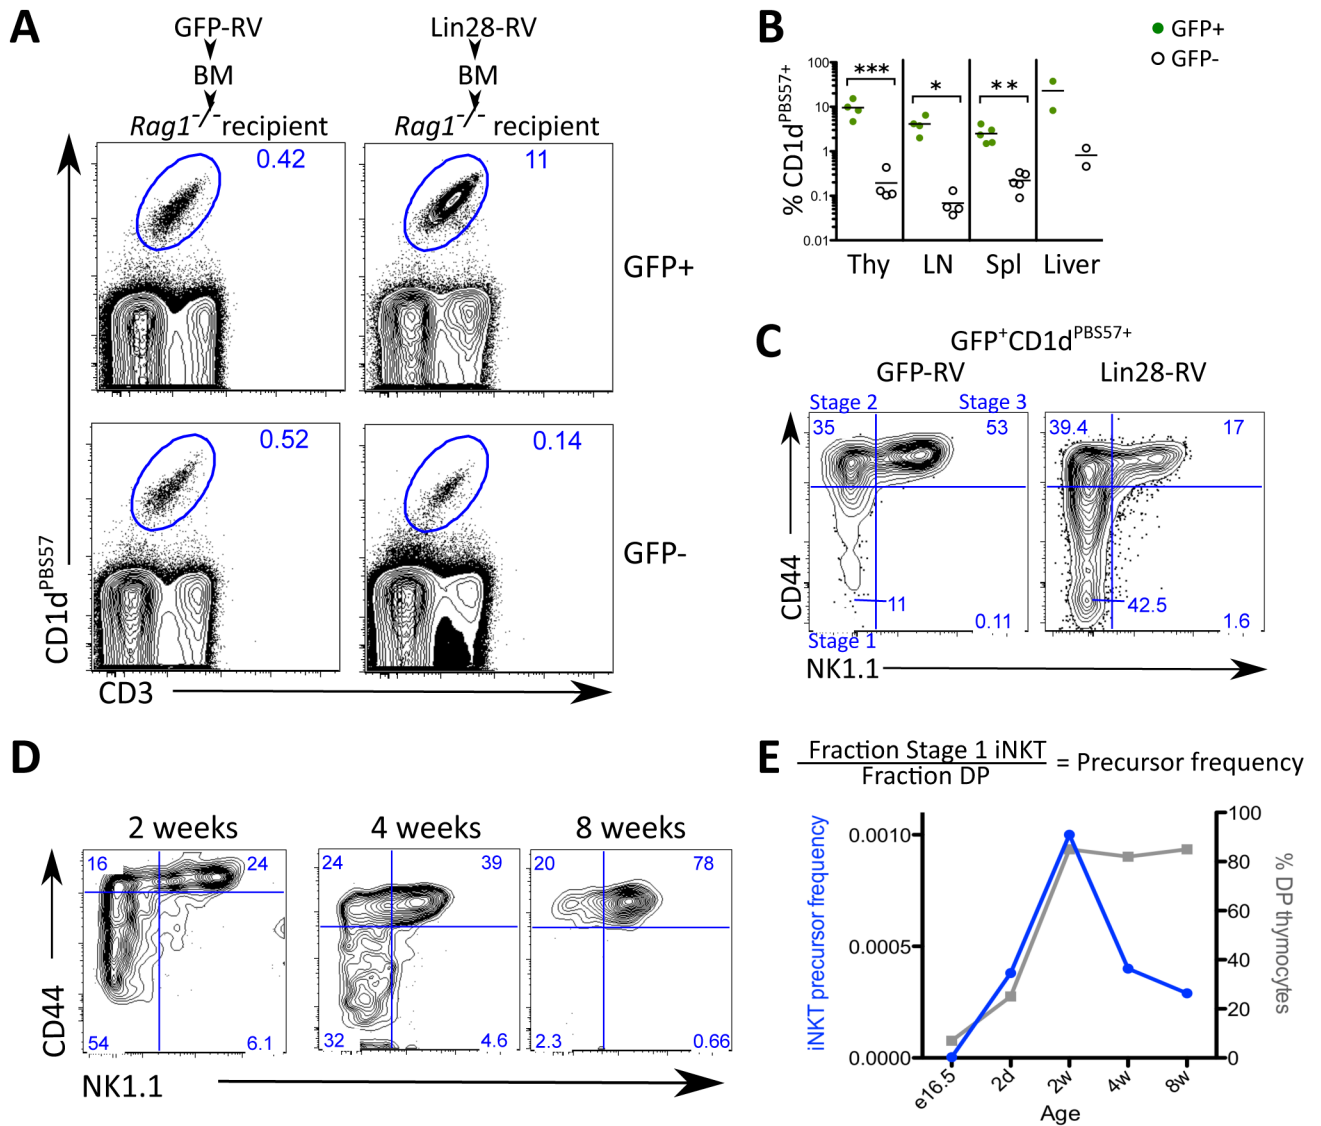 A
GFP-RV
BM
Rag1-/- recipient
Lin28-RV
BM
Rag1-/- recipient
0.42
11
GFP+
0.52
0.14
GFP-
CD1dPBS57
CD3
B
GFP+
GFP-
% CD1dPBS57+
100
10
1
0.1
0.01
***
*
**
Thy
LN
Spl
Liver
C
GFP+CD1dPBS57+
GFP-RV
Lin28-RV
Stage 2
Stage 3
35
53
39.4
17
11
0.11
42.5
1.6
Stage 1
CD44
NK1.1
D
2 weeks
4 weeks
8 weeks
16
24
24
39
20
78
54
6.1
32
4.6
2.3
0.66
CD44
NK1.1
E
Fraction Stage 1 iNKT
Fraction DP
= Precursor frequency
iNKT precursor frequency
0.0010
0.0005
0.0000
100
80
60
40
20
0
% DP thymocytes
e16.5
2d
2w
4w
8w
Age